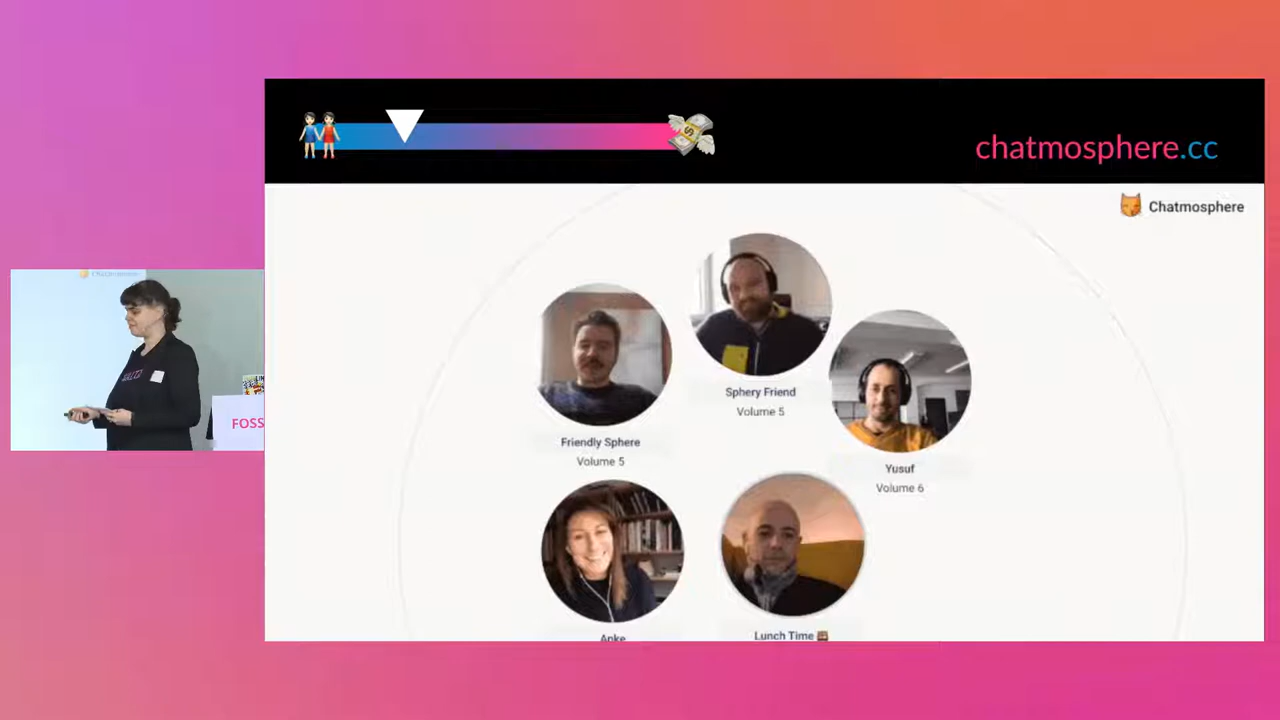 chatmosphere.cc
Chatmosphere
Sphery Friend
Volume 5
Friendly Sphere
Volume 5
Yusuf
Volume 6
Anke
Lunch Time
FOSS